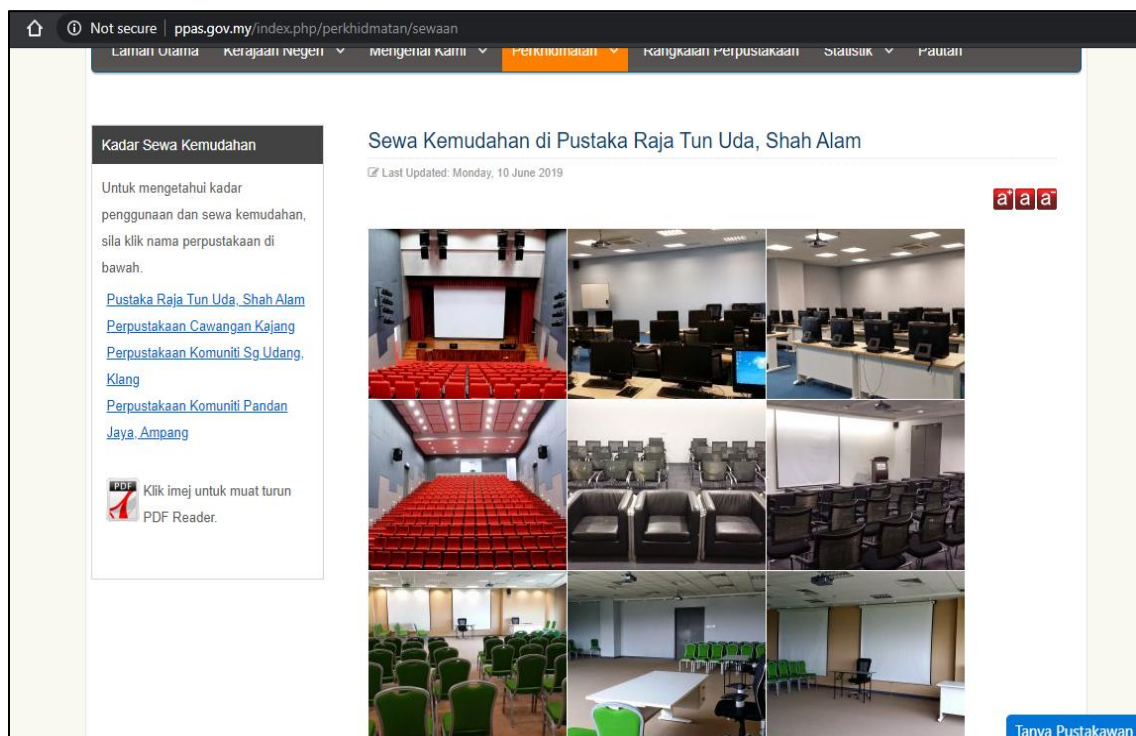 Not secure | ppas.gov.my/index.php/perkhidmatan/sewaan
Laman Utama Kerajaan Negeri Mengenai Kami Perkhidmatan Rangkaian Perpustakaan Statistik Pautan
Kadar Sewa Kemudahan
Untuk mengetahui kadar
penggunaan dan sewa kemudahan,
sila klik nama perpustakaan di
bawah.
Pustaka Raja Tun Uda, Shah Alam
Perpustakaan Cawangan Kajang
Perpustakaan Komuniti Sg Udang,
Klang
Perpustakaan Komuniti Pandan
Jaya, Ampang
PDF
Klik imej untuk muat turun
PDF Reader.
Sewa Kemudahan di Pustaka Raja Tun Uda, Shah Alam
Last Updated: Monday, 10 June 2019
a+ a a-
Tanya Pustakawan